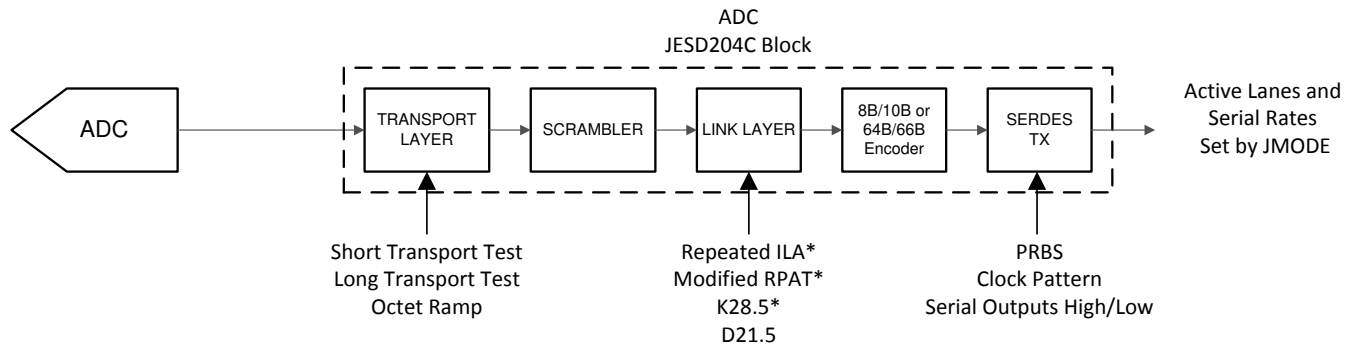 ADC
JESD204C Block
ADC
TRANSPORT
LAYER
SCRAMBLER
LINK LAYER
8B/10B or
64B/66B
Encoder
SERDES
TX
Active Lanes and
Serial Rates
Set by JMODE
Short Transport Test
Long Transport Test
Octet Ramp
Repeated ILA*
Modified RPAT*
K28.5*
D21.5
PRBS
Clock Pattern
Serial Outputs High/Low